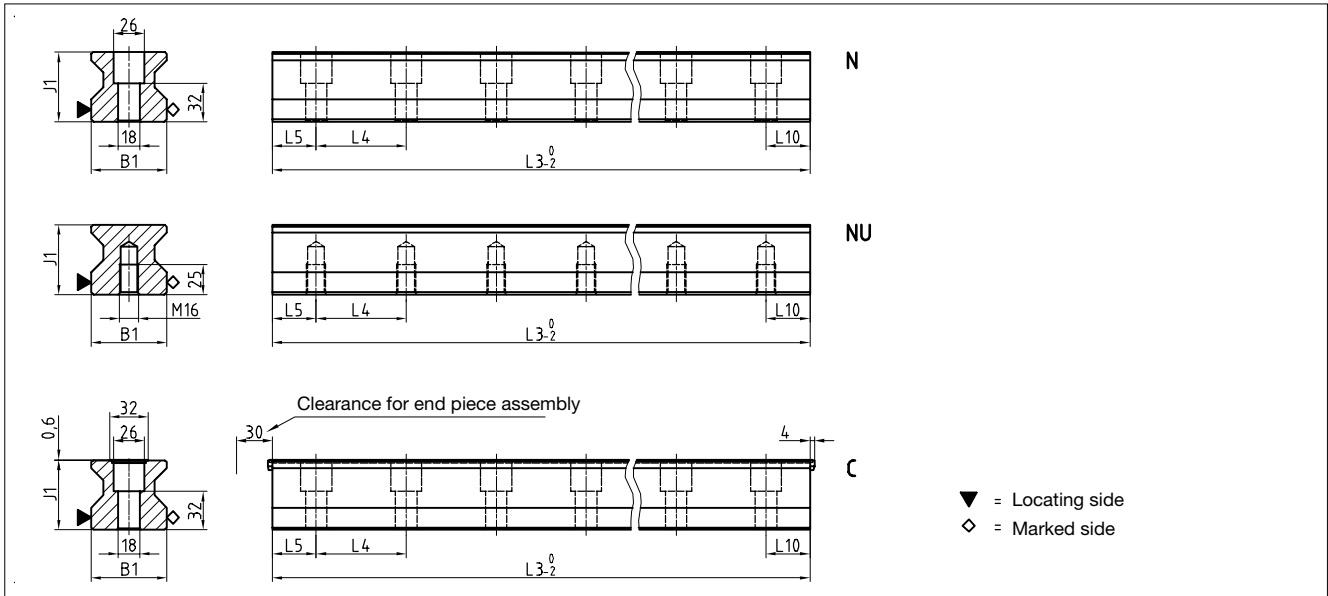 26
N
J1
32
18
B1
L5
L4
L10
L3-2 0
NU
J1
25
M16
B1
L5
L4
L10
L3-2 0
Clearance for end piece assembly
32
26
0,6
30
4
C
J1
32
18
B1
L5
L4
L10
L3-2 0
▼ = Locating side
◇ = Marked side